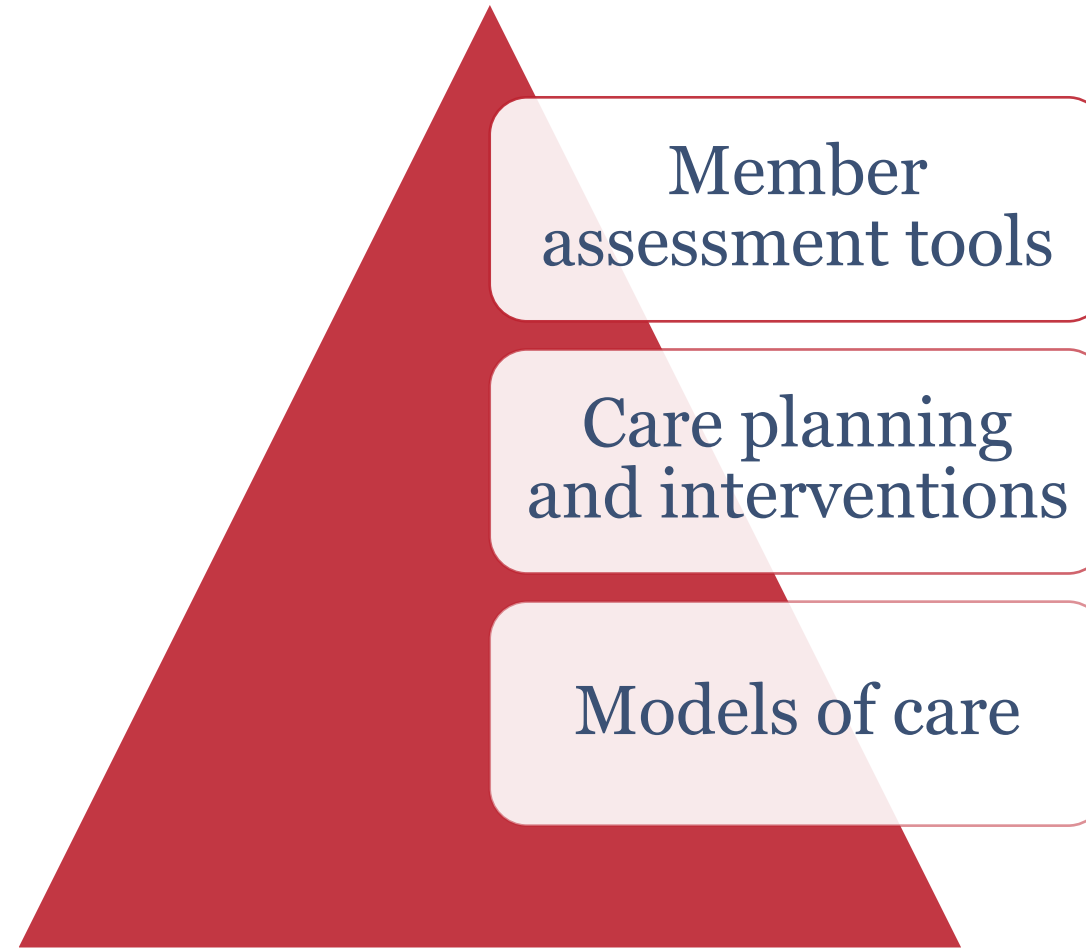 Member
assessment tools
Care planning
and interventions
Models of care